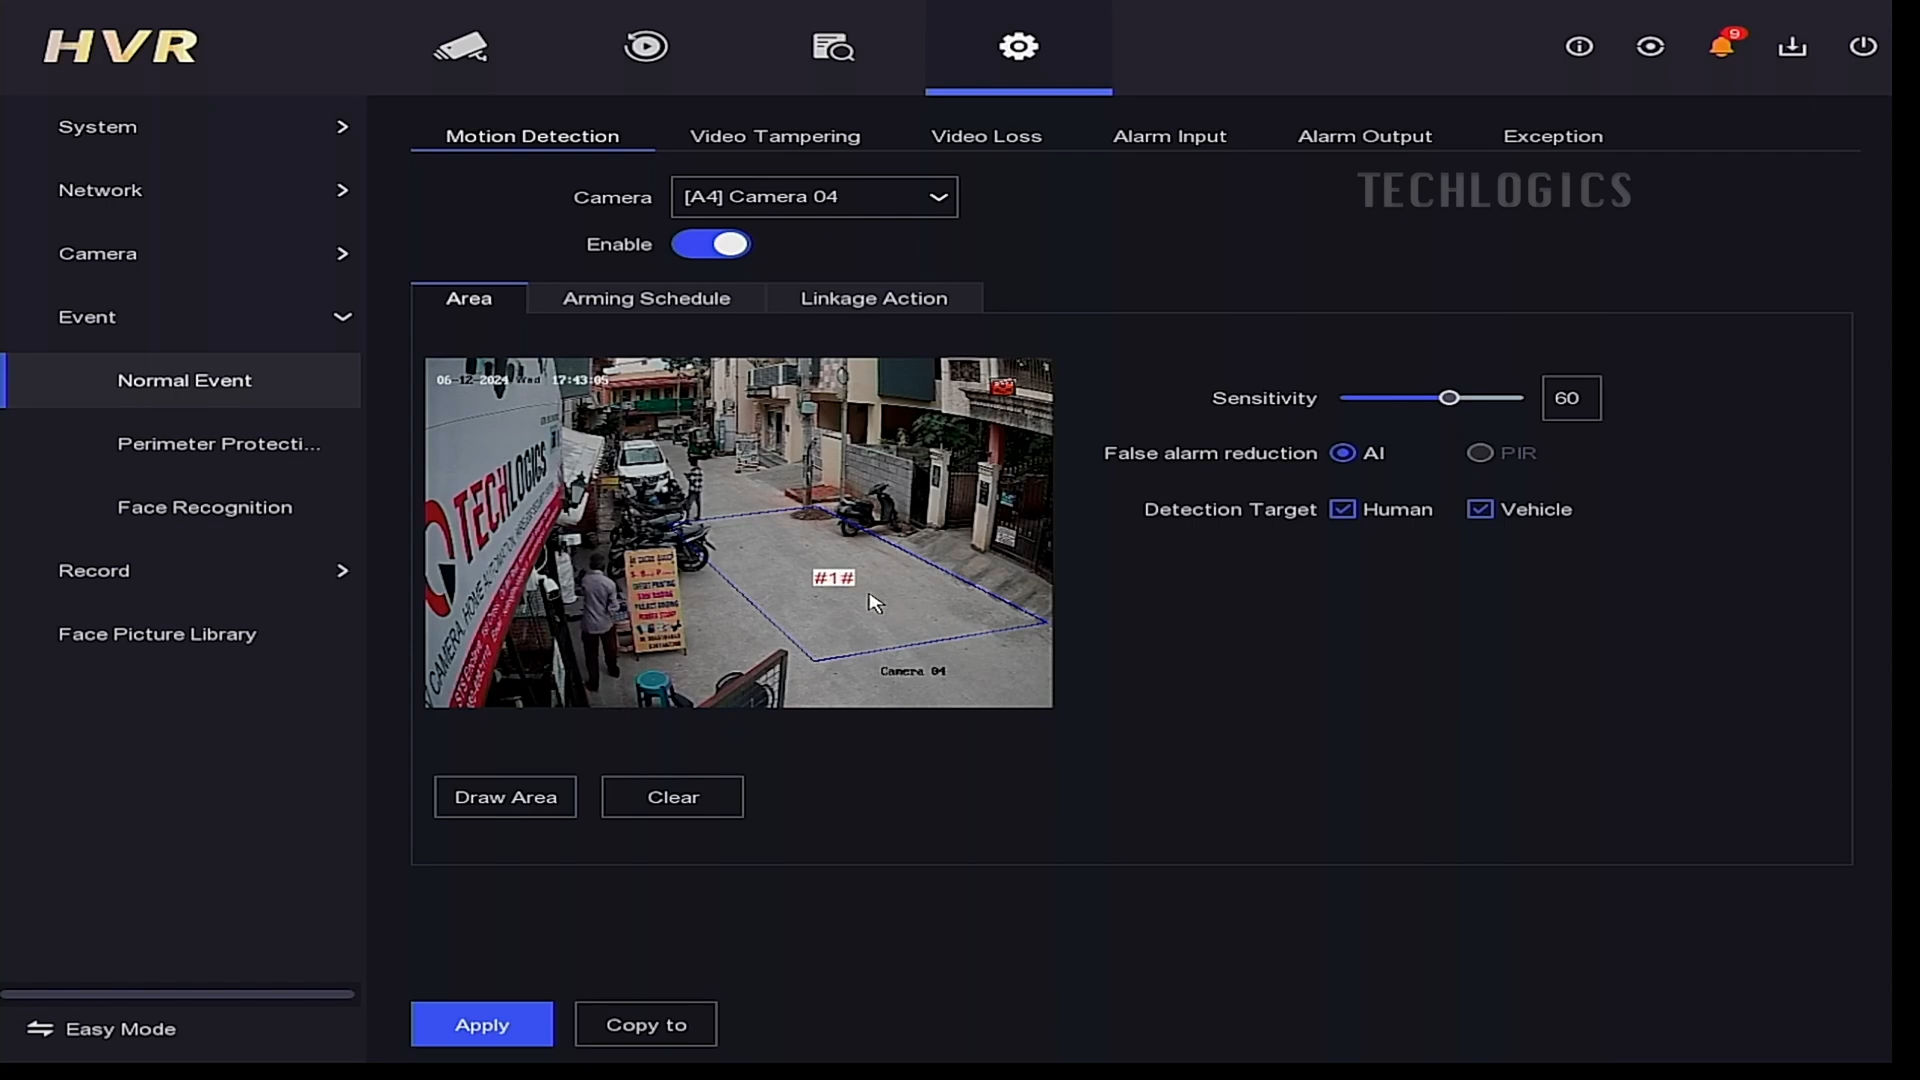 HVR
9
System
Network
Camera
Event
Normal Event
Perimeter Protecti...
Face Recognition
Record
Face Picture Library
Easy Mode
Motion Detection Video Tampering Video Loss Alarm Input Alarm Output Exception
TECHLOGICS
Camera [A4] Camera 04
Enable
Area Arming Schedule Linkage Action
06-12-2024 Wed 17:43:05
TECHLOGICS
#1#
Camera 04
Sensitivity 60
False alarm reduction AI PIR
Detection Target Human Vehicle
Draw Area Clear
Apply Copy to